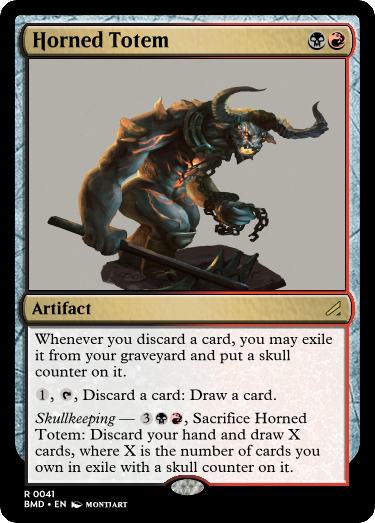 Horned Totem
Artifact
Whenever you discard a card, you may exile
it from your graveyard and put a skull
counter on it.
1, , Discard a card: Draw a card.
Skullkeeping — 3, Sacrifice Horned
Totem: Discard your hand and draw X
cards, where X is the number of cards you
own in exile with a skull counter on it.
R 0041
BMD • EN MONTJART